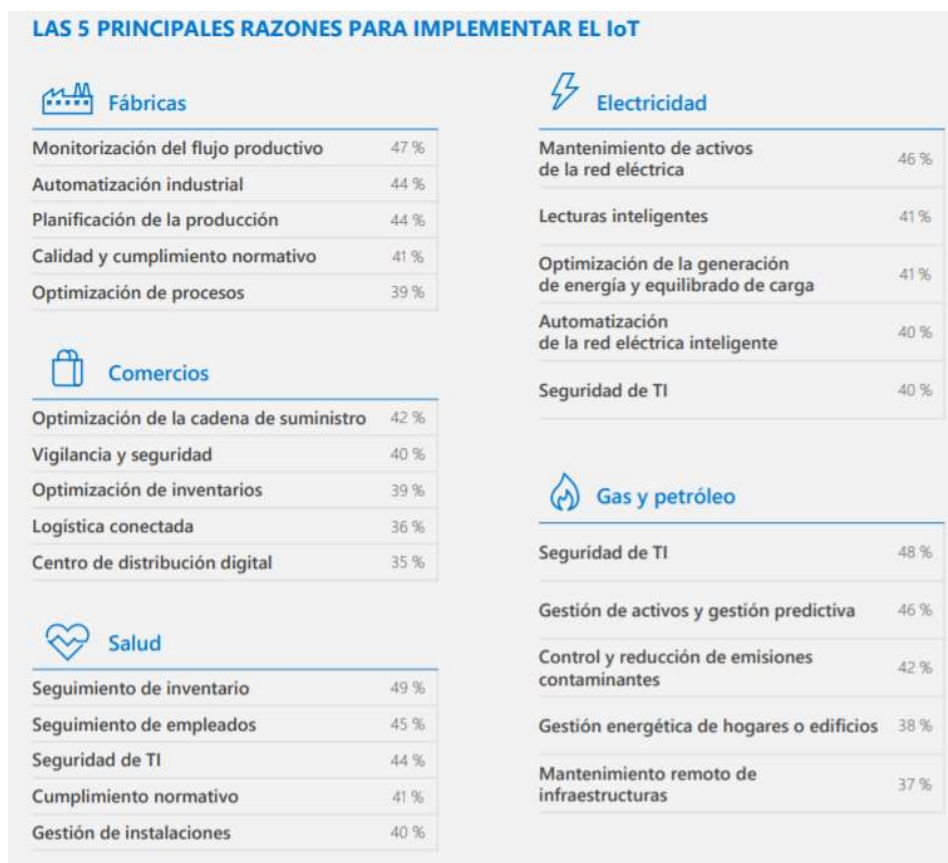 LAS 5 PRINCIPALES RAZONES PARA IMPLEMENTAR EL IoT
Fábricas
Monitorización del flujo productivo 47 %
Automatización industrial 44 %
Planificación de la producción 44 %
Calidad y cumplimiento normativo 41 %
Optimización de procesos 39 %
Comercios
Optimización de la cadena de suministro 42 %
Vigilancia y seguridad 40 %
Optimización de inventarios 39 %
Logística conectada 36 %
Centro de distribución digital 35 %
Salud
Seguimiento de inventario 49 %
Seguimiento de empleados 45 %
Seguridad de TI 44 %
Cumplimiento normativo 41 %
Gestión de instalaciones 40 %
Electricidad
Mantenimiento de activos
de la red eléctrica 46 %
Lecturas inteligentes 41 %
Optimización de la generación
de energía y equilibrado de carga 41 %
Automatización
de la red eléctrica inteligente 40 %
Seguridad de TI 40 %
Gas y petróleo
Seguridad de TI 48 %
Gestión de activos y gestión predictiva 46 %
Control y reducción de emisiones
contaminantes 42 %
Gestión energética de hogares o edificios 38 %
Mantenimiento remoto de
infraestructuras 37 %